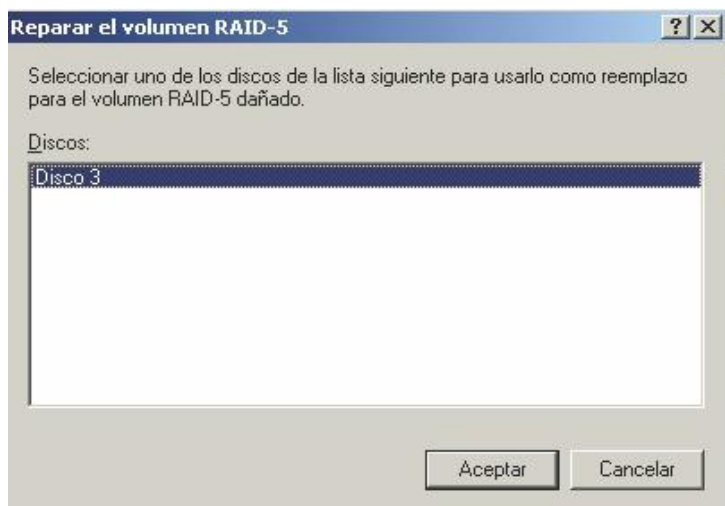 Reparar el volumen RAID-5
Seleccionar uno de los discos de la lista siguiente para usarlo como reemplazo
para el volumen RAID-5 dañado.
Discos:
Disco 3
Aceptar
Cancelar